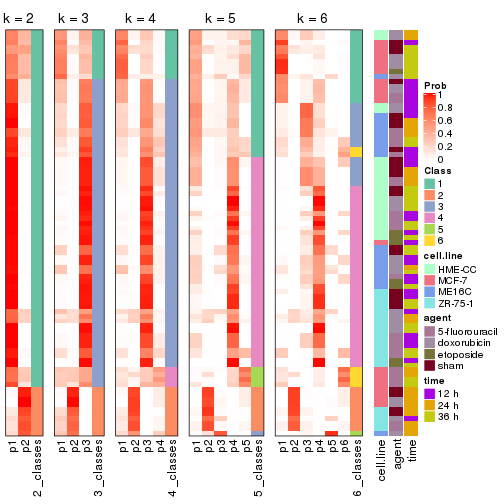 k = 2 k = 3 k = 4 k = 5 k = 6
Prob
1
0.8
0.6
0.4
0.2
0
Class
1
2
3
4
5
6
cell.line
HME-CC
MCF-7
ME16C
ZR-75-1
agent
5-fluorouracil
doxorubicin
etoposide
sham
time
12 h
24 h
36 h
p1 p2 2_classes p1 p2 p3 3_classes p1 p2 p3 p4 4_classes p1 p2 p3 p4 p5 5_classes p1 p2 p3 p4 p5 p6 6_classes cell.line agent time